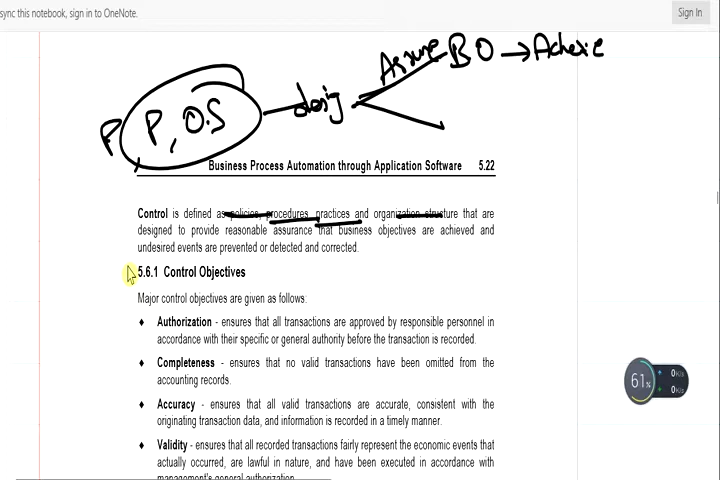 sync this notebook, sign in to OneNote.
Sign In
Assure BO → Achieve
P P, O.S desig
Business Process Automation through Application Software 5.22
Control is defined as policies, procedures practices and organization structure that are
designed to provide reasonable assurance that business objectives are achieved and
undesired events are prevented or detected and corrected.
5.6.1 Control Objectives
Major control objectives are given as follows:
♦ Authorization - ensures that all transactions are approved by responsible personnel in
accordance with their specific or general authority before the transaction is recorded.
♦ Completeness - ensures that no valid transactions have been omitted from the
accounting records.
♦ Accuracy - ensures that all valid transactions are accurate, consistent with the
originating transaction data, and information is recorded in a timely manner.
♦ Validity - ensures that all recorded transactions fairly represent the economic events that
actually occurred, are lawful in nature, and have been executed in accordance with
management's general authorization.
61%
0K/s
0K/s